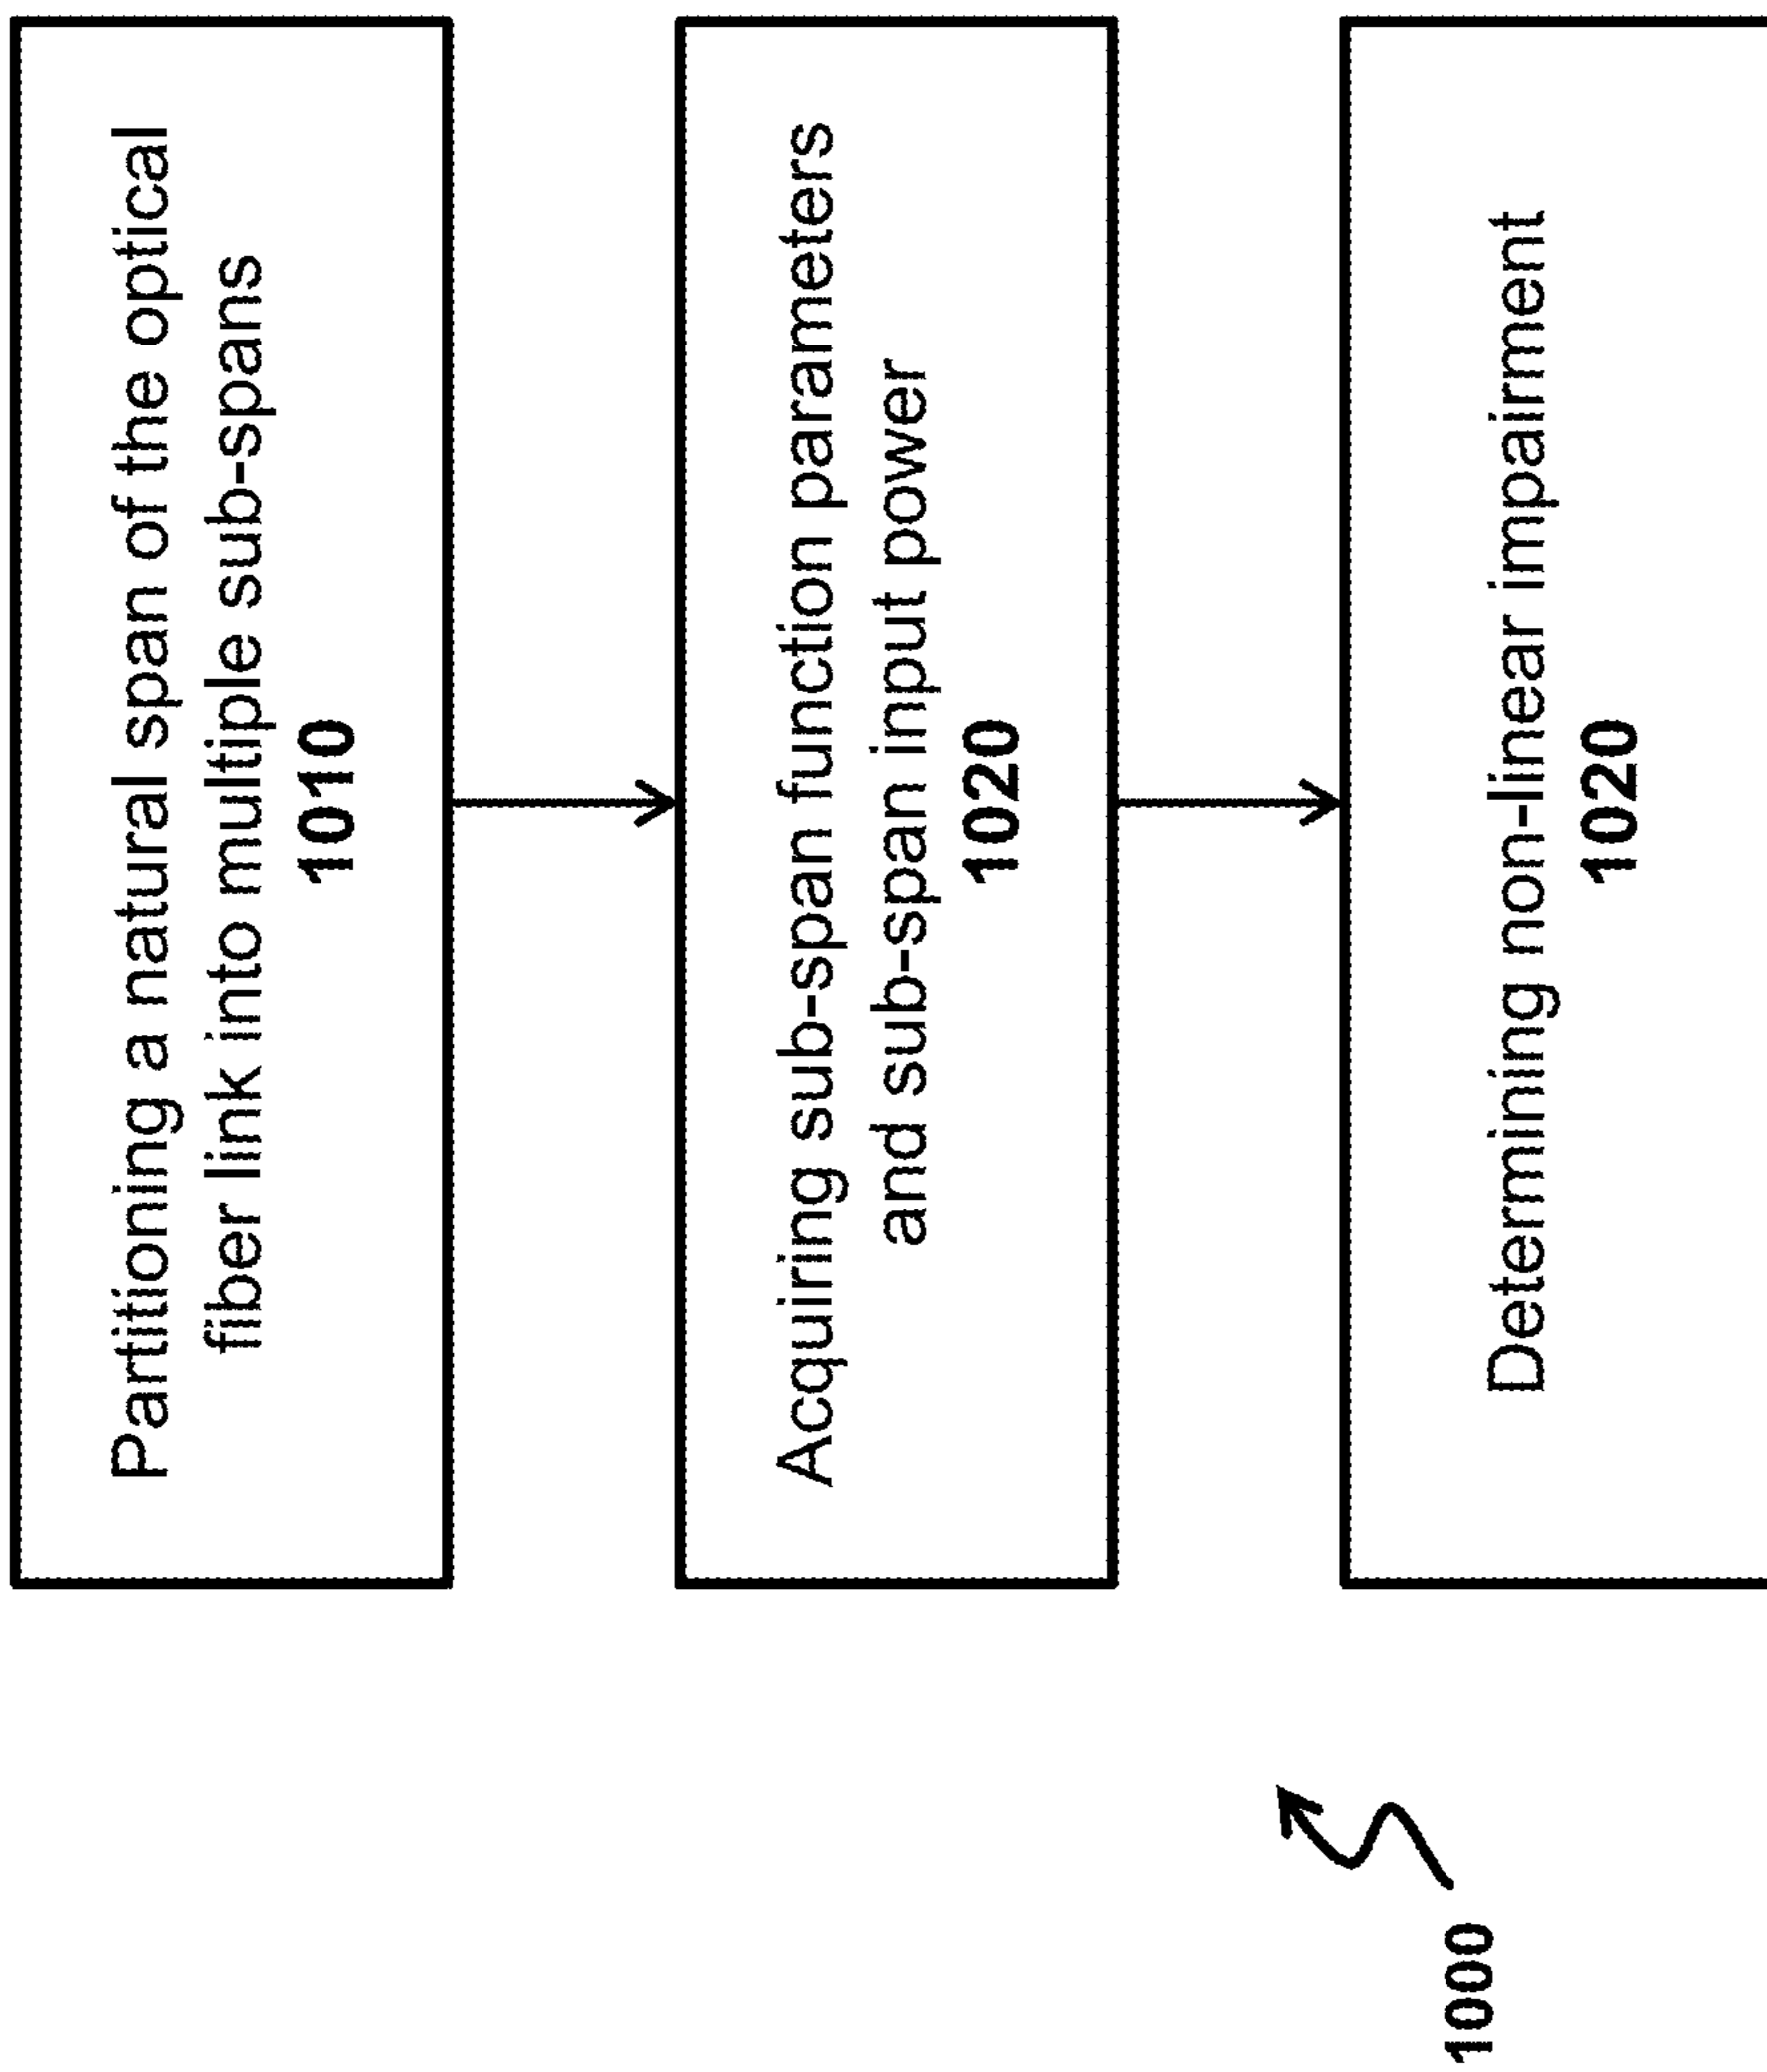 Partitioning a natural span of the optical
fiber link into multiple sub-spans
1010
Acquiring sub-span function parameters
and sub-span input power
1020
Determining non-linear impairment
1020
1000